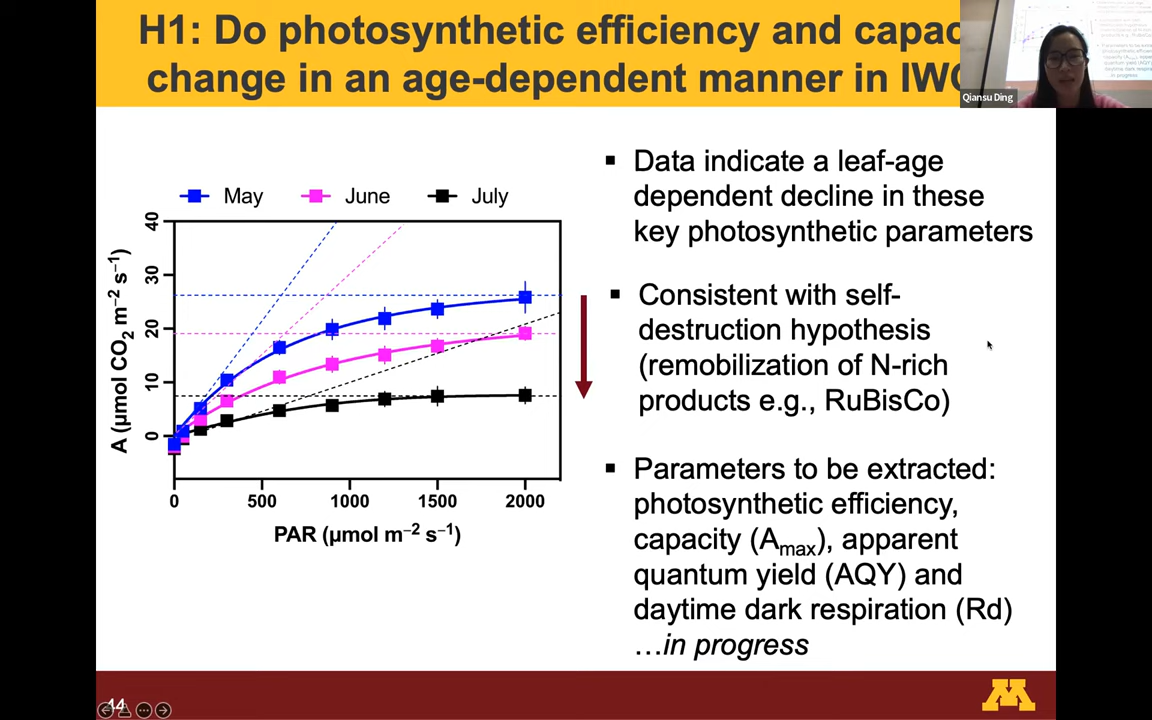 H1: Do photosynthetic efficiency and capac
change in an age-dependent manner in IWG
Qiansu Ding
May
June
July
A (µmol CO2 m−2 s−1)
40
30
20
10
0
0
500
1000
1500
2000
PAR (µmol m−2 s−1)
▪ Data indicate a leaf-age
dependent decline in these
key photosynthetic parameters
▪ Consistent with self-
destruction hypothesis
(remobilization of N-rich
products e.g., RuBisCo)
▪ Parameters to be extracted:
photosynthetic efficiency,
capacity (Amax), apparent
quantum yield (AQY) and
daytime dark respiration (Rd)
…in progress
44
M